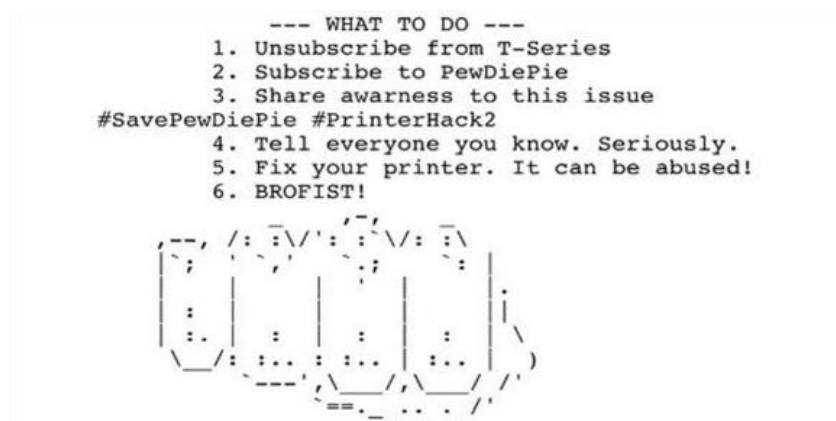 --- WHAT TO DO ---
1. Unsubscribe from T-Series
2. Subscribe to PewDiePie
3. Share awarness to this issue
#SavePewDiePie #PrinterHack2
4. Tell everyone you know. Seriously.
5. Fix your printer. It can be abused!
6. BROFIST!